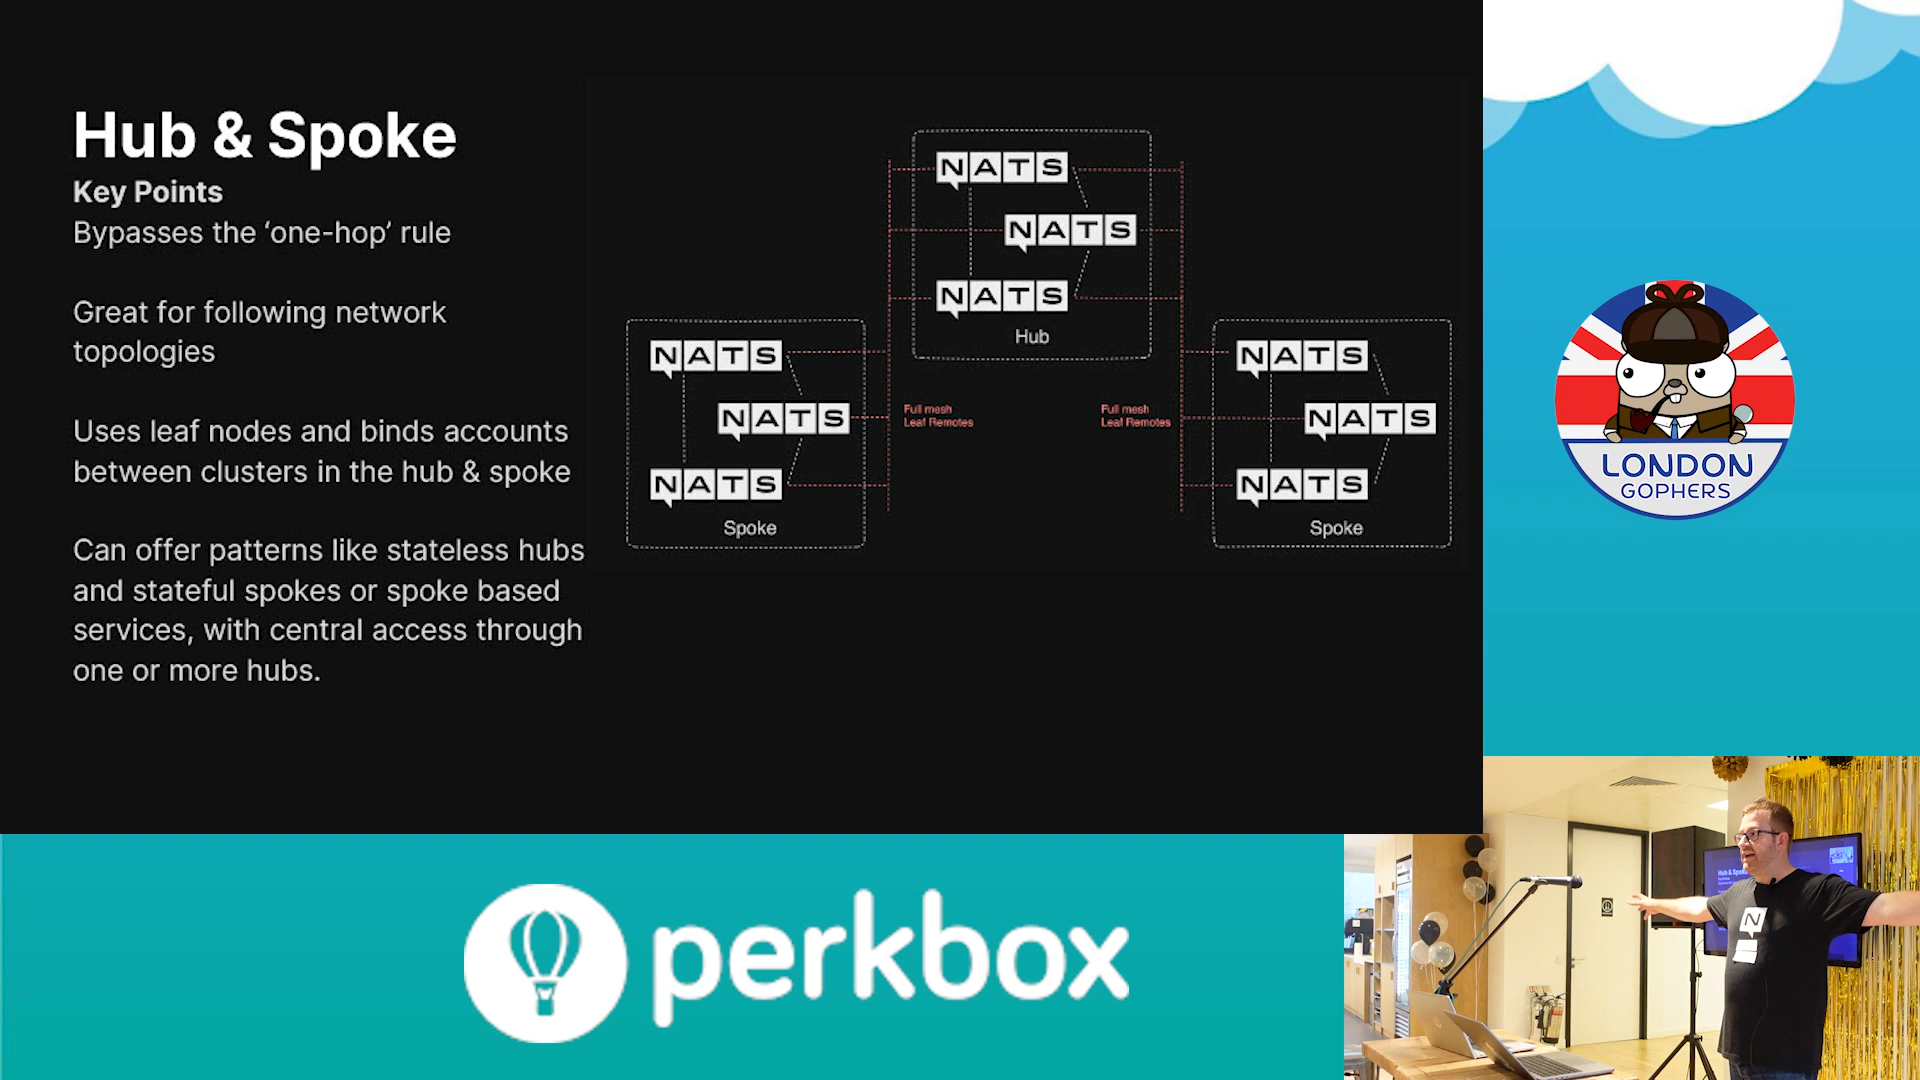 Hub & Spoke
Key Points
Bypasses the ‘one-hop’ rule
Great for following network
topologies
Uses leaf nodes and binds accounts
between clusters in the hub & spoke
Can offer patterns like stateless hubs
and stateful spokes or spoke based
services, with central access through
one or more hubs.
NATS
NATS
NATS
Hub
NATS
NATS
NATS
Spoke
Full mesh
Leaf Remotes
Full mesh
Leaf Remotes
NATS
NATS
NATS
Spoke
LONDON
GOPHERS
perkbox
Hub & Spoke
N